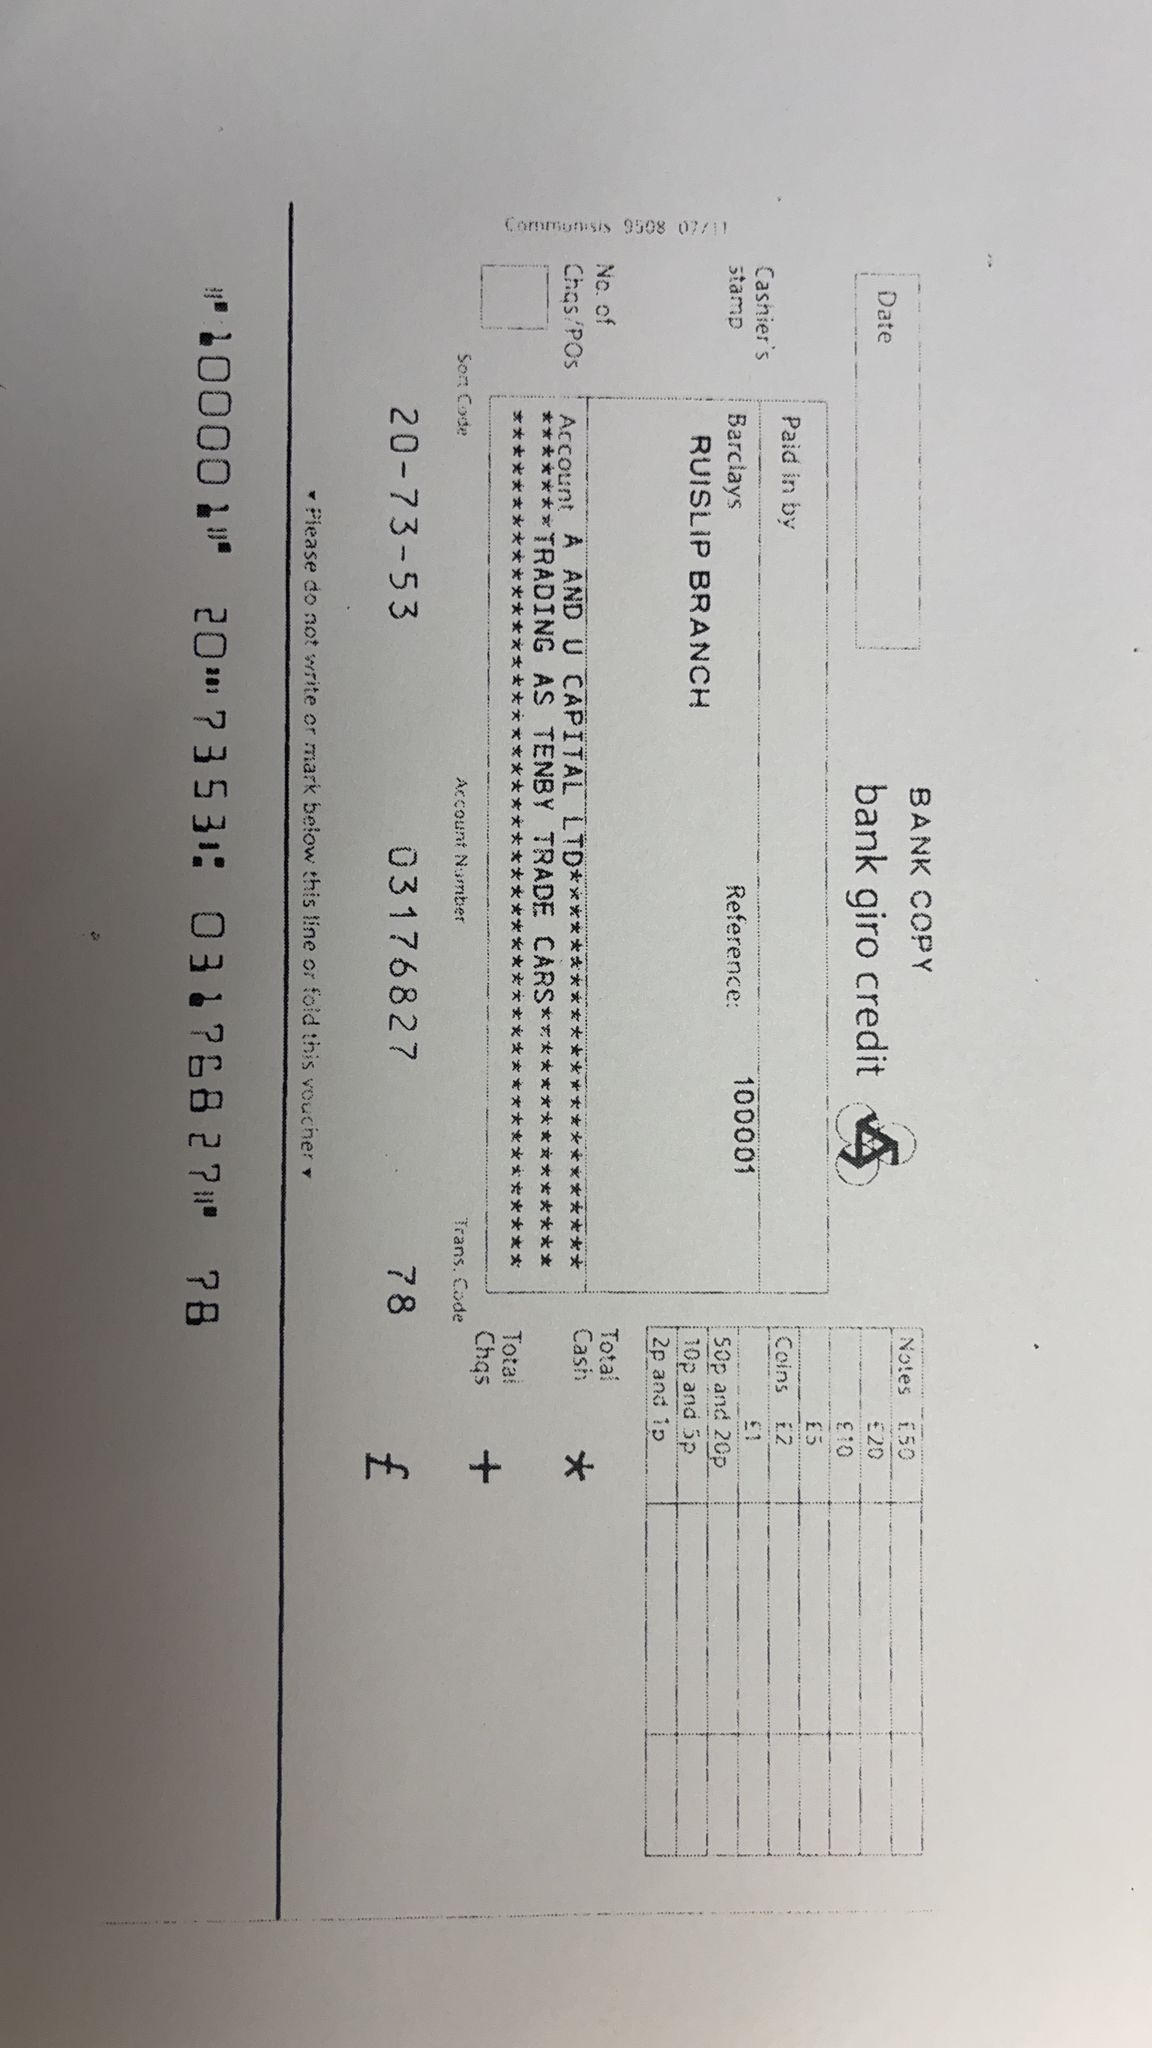 BANK COPY
bank giro credit
Date
Paid in by
Cashier's
stamp
Barclays
Reference: 100001
RUISLIP BRANCH
No. of
Chqs/POs
Account A AND U CAPITAL LTD**********************
*******TRADING AS TENBY TRADE CARS***************
*************************************************
Notes £50
£20
£10
£5
Coins £2
£1
50p and 20p
10p and 5p
2p and 1p
Total
Cash *
Total
Chqs +
£
Sort Code Account Number Trans. Code
20-73-53 03176827 78
▾ Please do not write or mark below this line or fold this voucher ▾
⑈100001⑈ 20⑉7353⑆ 03176827⑈ 78
Communisis 9508 07/11